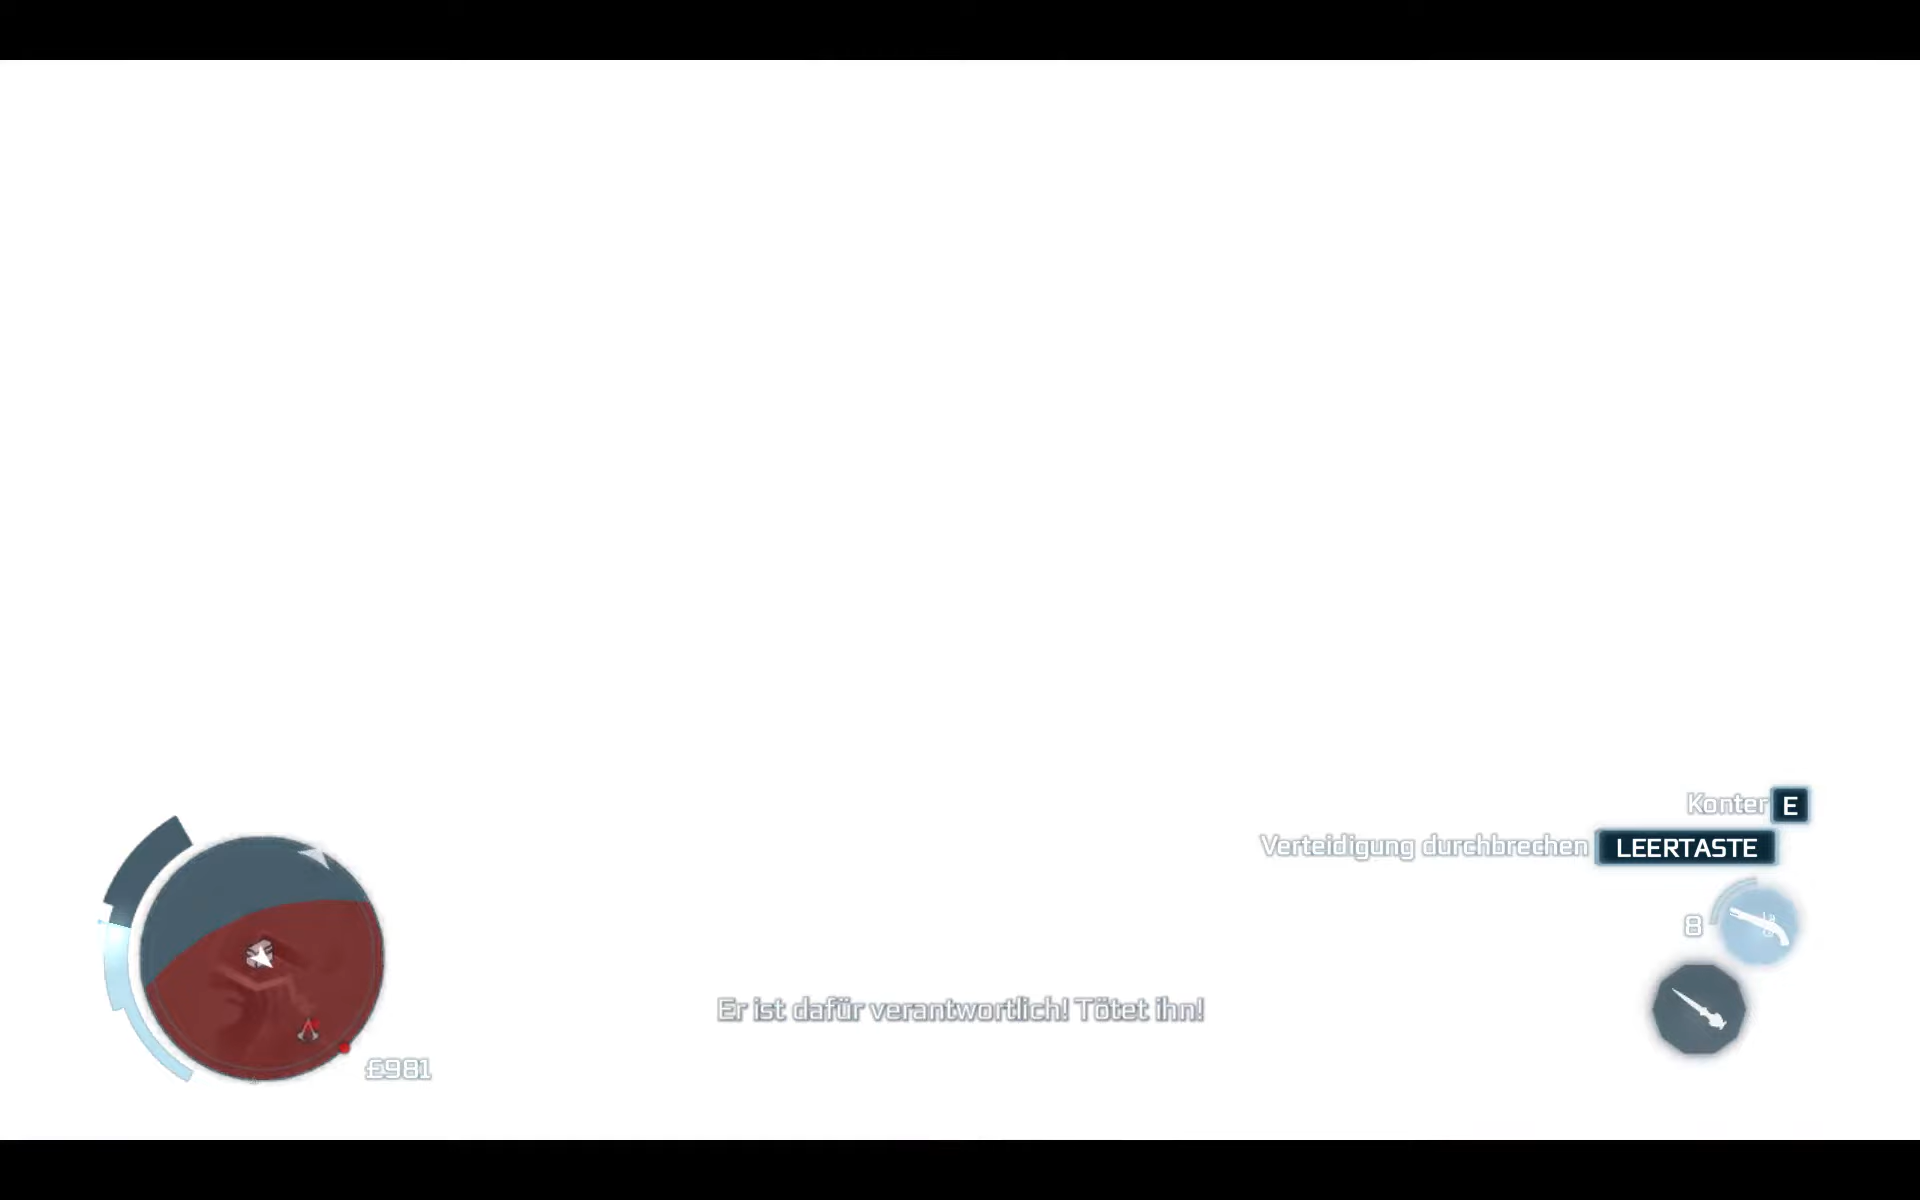 Konter E
Verteidigung durchbrechen LEERTASTE
8
Er ist dafür verantwortlich! Tötet ihn!
£981